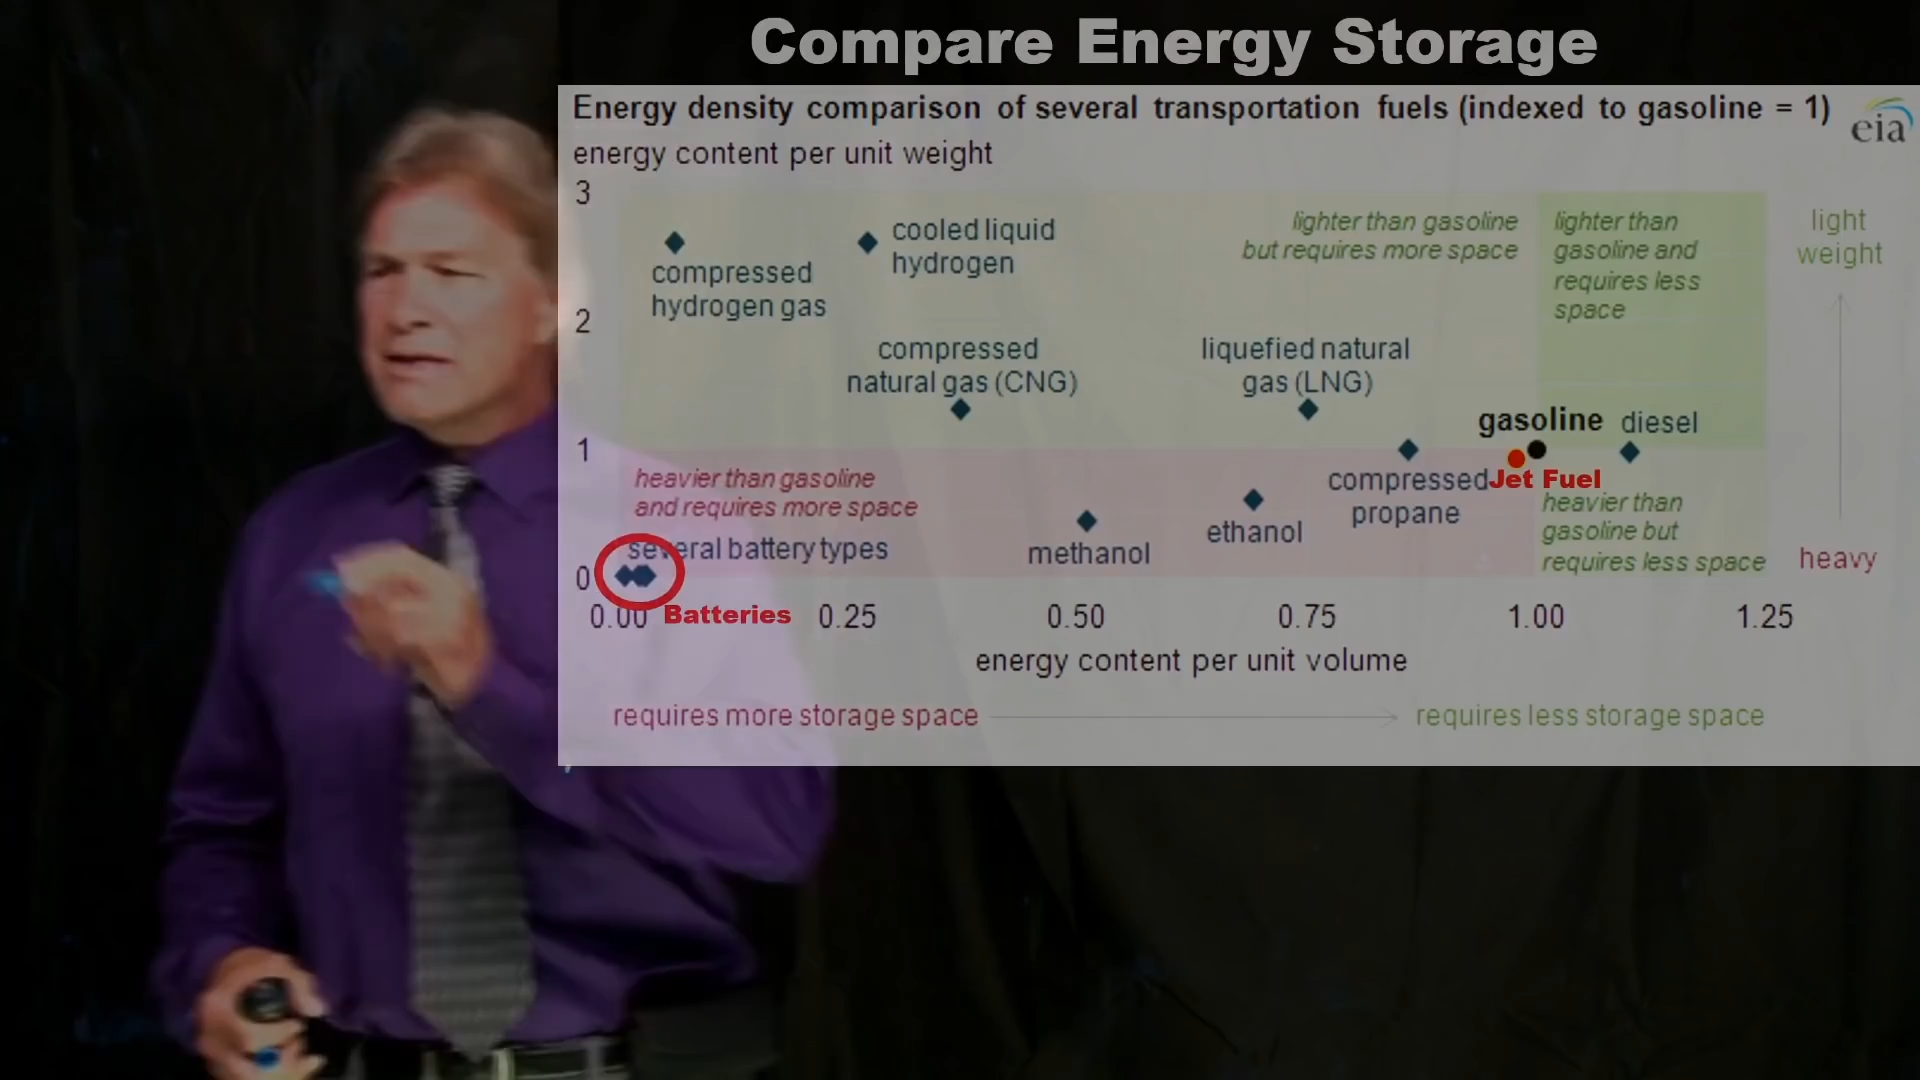 Compare Energy Storage
Energy density comparison of several transportation fuels (indexed to gasoline = 1)
eia
energy content per unit weight
3
cooled liquid
hydrogen
compressed
hydrogen gas
lighter than gasoline
but requires more space
lighter than
gasoline and
requires less
space
light
weight
2
compressed
natural gas (CNG)
liquefied natural
gas (LNG)
gasoline
diesel
1
heavier than gasoline
and requires more space
compressed
propane
Jet Fuel
heavier than
gasoline but
requires less space
several battery types
methanol
ethanol
heavy
0
0.00
Batteries
0.25
0.50
0.75
1.00
1.25
energy content per unit volume
requires more storage space
requires less storage space